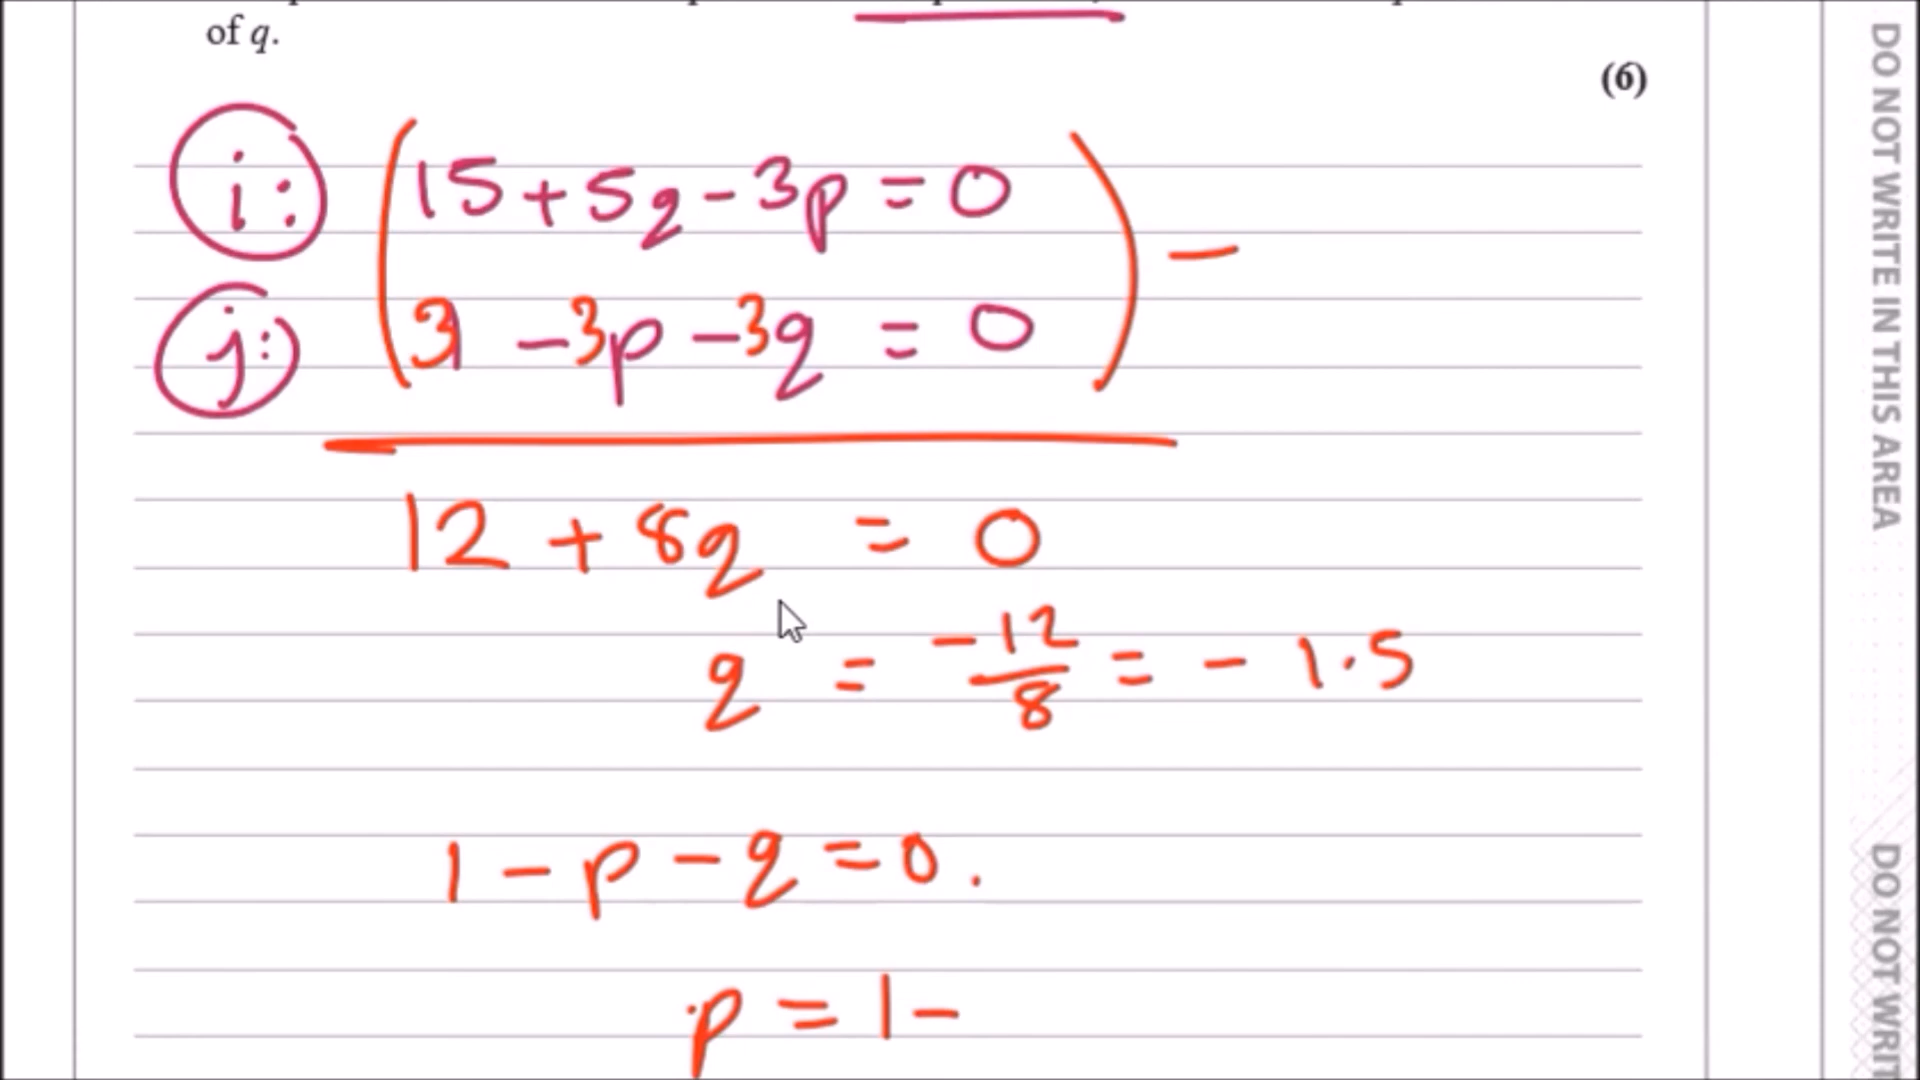 of q.
(6)
i: (15 + 5q - 3p = 0
j: 31 - 3p - 3q = 0) -
12 + 8q = 0
q = -12/8 = - 1.5
1 - p - q = 0.
p = 1 -
DO NOT WRITE IN THIS AREA
DO NOT WRIT